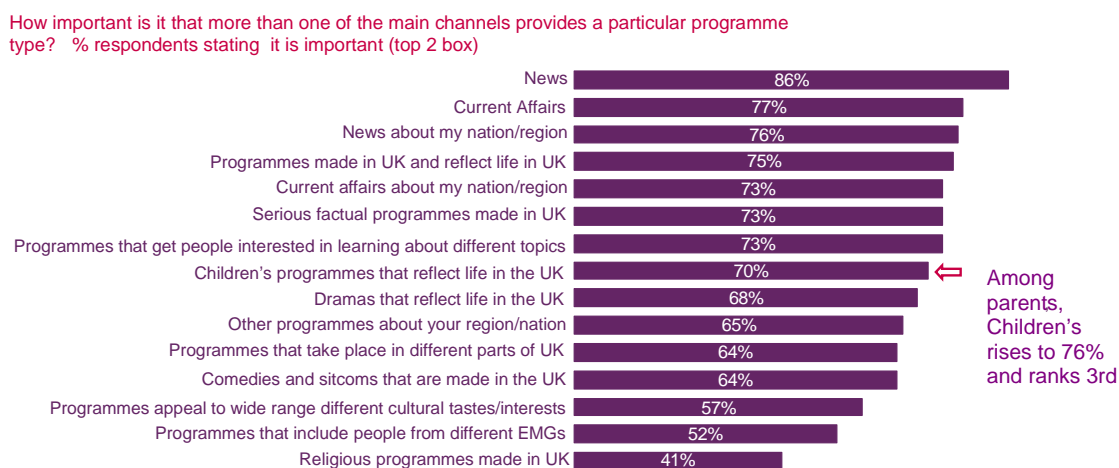 How important is it that more than one of the main channels provides a particular programme
type? % respondents stating it is important (top 2 box)
News 86%
Current Affairs 77%
News about my nation/region 76%
Programmes made in UK and reflect life in UK 75%
Current affairs about my nation/region 73%
Serious factual programmes made in UK 73%
Programmes that get people interested in learning about different topics 73%
Children's programmes that reflect life in the UK 70%
Dramas that reflect life in the UK 68%
Other programmes about your region/nation 65%
Programmes that take place in different parts of UK 64%
Comedies and sitcoms that are made in the UK 64%
Programmes appeal to wide range different cultural tastes/interests 57%
Programmes that include people from different EMGs 52%
Religious programmes made in UK 41%
Among
parents,
Children's
rises to 76%
and ranks 3rd